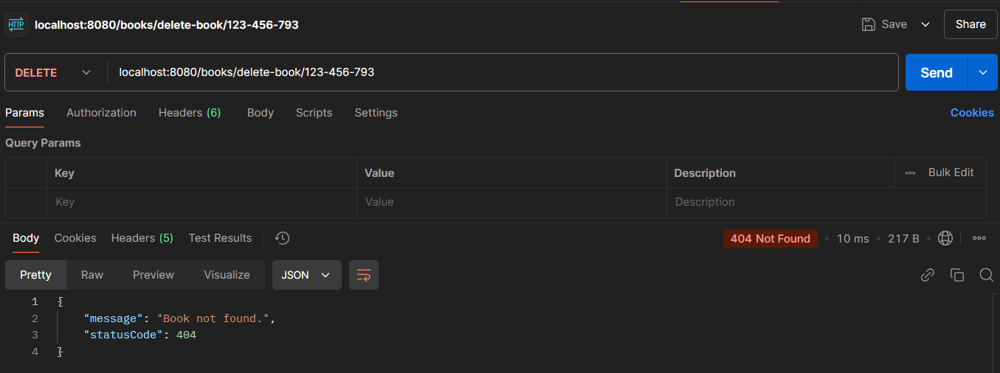 HTTP localhost:8080/books/delete-book/123-456-793 Save Share
DELETE localhost:8080/books/delete-book/123-456-793 Send
Params Authorization Headers (6) Body Scripts Settings Cookies
Query Params
Key Value Description Bulk Edit
Key Value Description
Body Cookies Headers (5) Test Results 404 Not Found • 10 ms • 217 B •
Pretty Raw Preview Visualize JSON
1 {
2 "message": "Book not found.",
3 "statusCode": 404
4 }